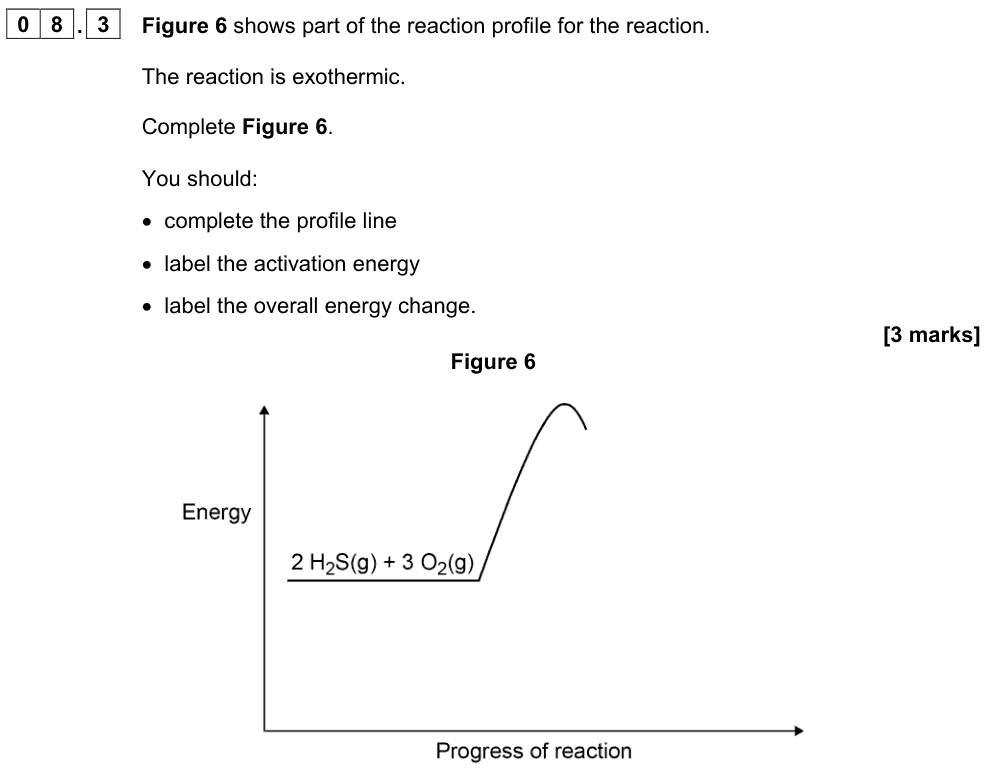 0 8 . 3 Figure 6 shows part of the reaction profile for the reaction.
The reaction is exothermic.
Complete Figure 6.
You should:
• complete the profile line
• label the activation energy
• label the overall energy change.
[3 marks]
Figure 6
Energy
2 H₂S(g) + 3 O₂(g)
Progress of reaction